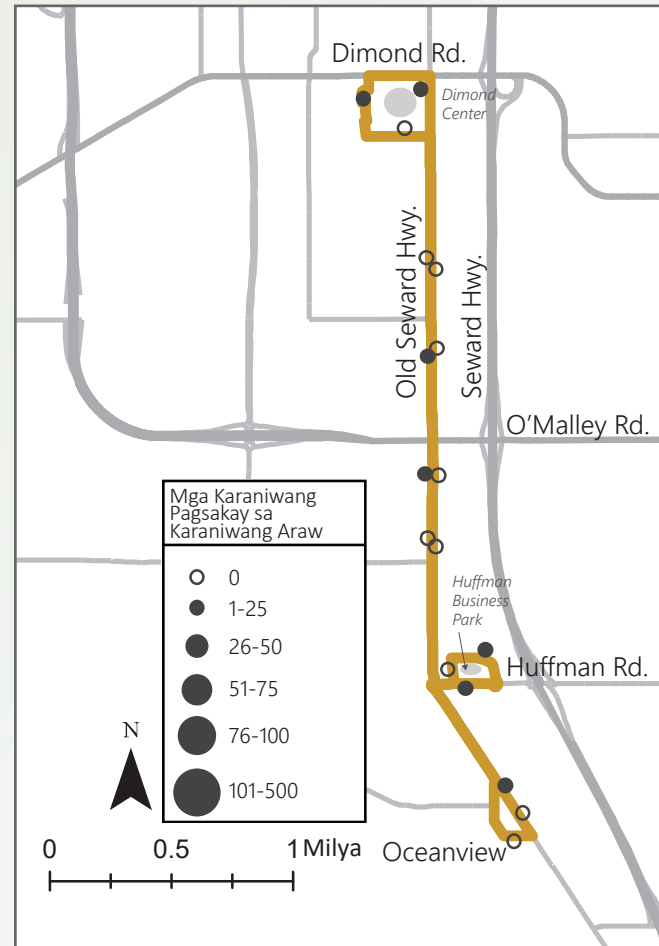 Dimond Rd.
Dimond
Center
Old Seward Hwy.
Seward Hwy.
O'Malley Rd.
Mga Karaniwang
Pagsakay sa
Karaniwang Araw
0
1-25
26-50
51-75
76-100
101-500
Huffman
Business
Park
Huffman Rd.
N
0 0.5 1 Milya
Oceanview